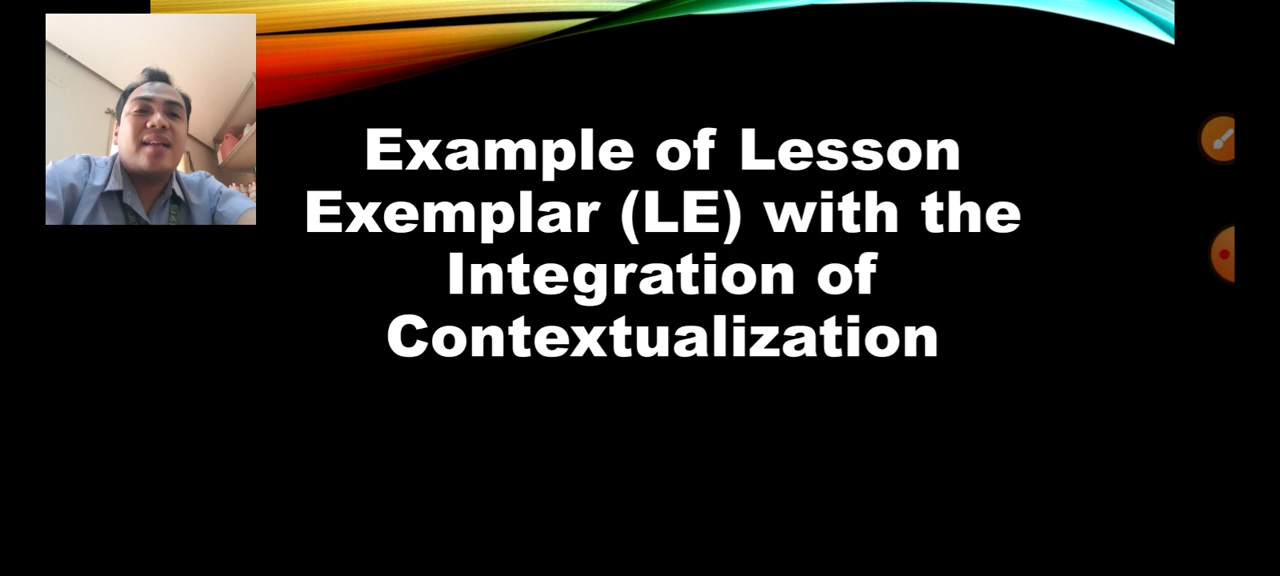 Example of Lesson
Exemplar (LE) with the
Integration of
Contextualization